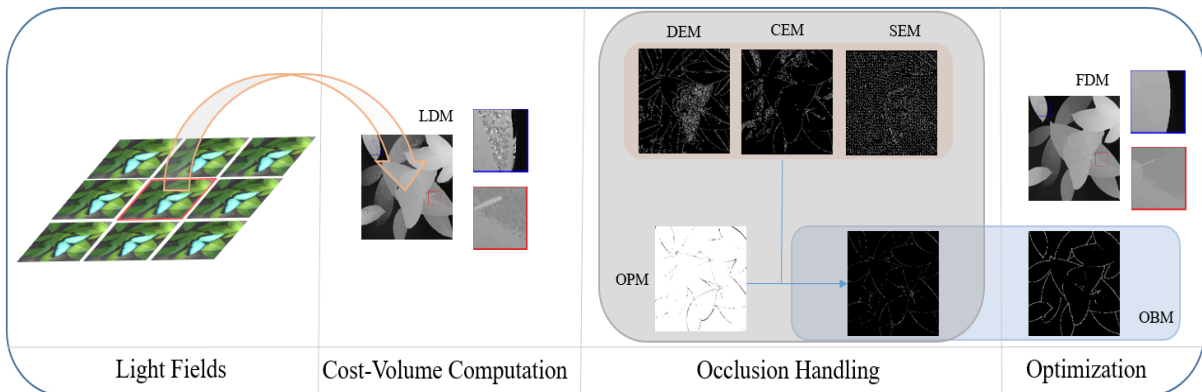 DEM CEM SEM
LDM
FDM
OPM
OBM
Light Fields Cost-Volume Computation Occlusion Handling Optimization